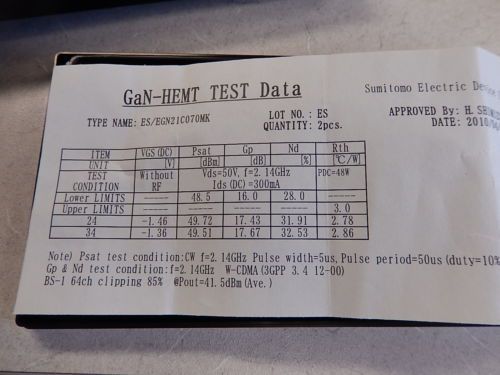 GaN-HEMT TEST Data
Sumitomo Electric
TYPE NAME: ES/EGN21C070MK
LOT NO.: ES
QUANTITY: 2pcs.
APPROVED By: H.
DATE:
ITEM VGS(DC) Psat Gp Nd Rth
UNIT [V] [dBm] [dB] % [℃/W]
TEST CONDITION Without RF Vds=50V, f=2.14GHz Ids(DC)=300mA PDC=48W
Lower LIMITS ----- 48.5 16.0 28.0 -----
Upper LIMITS ----- ----- ----- ----- 3.0
24 -1.46 49.72 17.43 31.91 2.78
34 -1.36 49.51 17.67 32.53 2.86
Note) Psat test condition:CW f=2.14GHz Pulse width=5us, Pulse period=50us(duty=10%
Gp & Nd test condition:f=2.14GHz W-CDMA(3GPP 3.4 12-00)
BS-1 64ch clipping 85% @Pout=41.5dBm(Ave.)